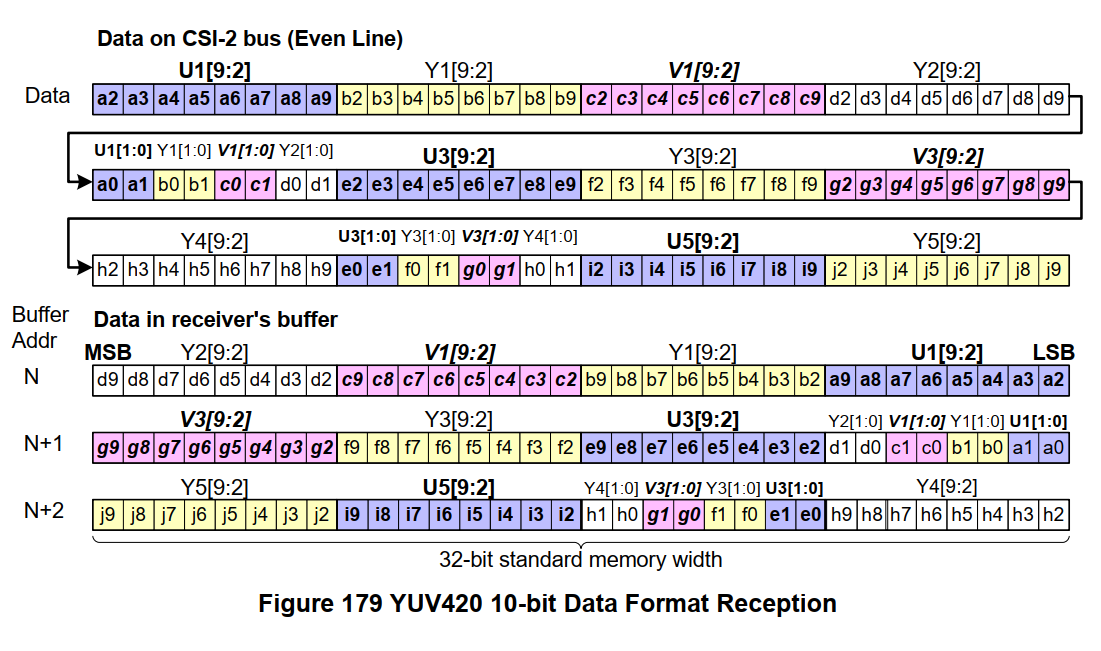 Data on CSI-2 bus (Even Line)
U1[9:2] Y1[9:2] V1[9:2] Y2[9:2]
Data a2 a3 a4 a5 a6 a7 a8 a9 b2 b3 b4 b5 b6 b7 b8 b9 c2 c3 c4 c5 c6 c7 c8 c9 d2 d3 d4 d5 d6 d7 d8 d9
U1[1:0] Y1[1:0] V1[1:0] Y2[1:0] U3[9:2] Y3[9:2] V3[9:2]
a0 a1 b0 b1 c0 c1 d0 d1 e2 e3 e4 e5 e6 e7 e8 e9 f2 f3 f4 f5 f6 f7 f8 f9 g2 g3 g4 g5 g6 g7 g8 g9
Y4[9:2] U3[1:0] Y3[1:0] V3[1:0] Y4[1:0] U5[9:2] Y5[9:2]
h2 h3 h4 h5 h6 h7 h8 h9 e0 e1 f0 f1 g0 g1 h0 h1 i2 i3 i4 i5 i6 i7 i8 i9 j2 j3 j4 j5 j6 j7 j8 j9
Buffer
Addr
Data in receiver's buffer
MSB Y2[9:2] V1[9:2] Y1[9:2] U1[9:2] LSB
N d9 d8 d7 d6 d5 d4 d3 d2 c9 c8 c7 c6 c5 c4 c3 c2 b9 b8 b7 b6 b5 b4 b3 b2 a9 a8 a7 a6 a5 a4 a3 a2
V3[9:2] Y3[9:2] U3[9:2] Y2[1:0] V1[1:0] Y1[1:0] U1[1:0]
N+1 g9 g8 g7 g6 g5 g4 g3 g2 f9 f8 f7 f6 f5 f4 f3 f2 e9 e8 e7 e6 e5 e4 e3 e2 d1 d0 c1 c0 b1 b0 a1 a0
Y5[9:2] U5[9:2] Y4[1:0] V3[1:0] Y3[1:0] U3[1:0] Y4[9:2]
N+2 j9 j8 j7 j6 j5 j4 j3 j2 i9 i8 i7 i6 i5 i4 i3 i2 h1 h0 g1 g0 f1 f0 e1 e0 h9 h8 h7 h6 h5 h4 h3 h2
32-bit standard memory width
Figure 179 YUV420 10-bit Data Format Reception